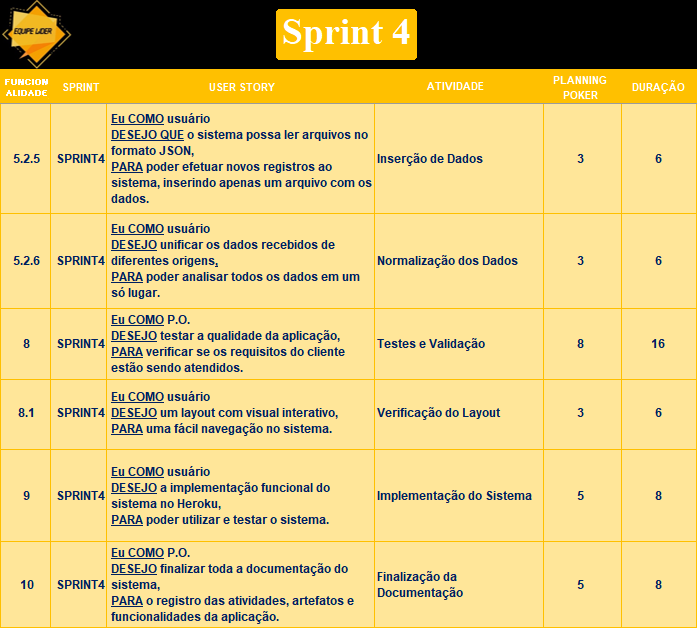 EQUIPE LÍDER
Sprint 4
FUNCION
ALIDADE
SPRINT
USER STORY
ATIVIDADE
PLANNING
POKER
DURAÇÃO
5.2.5
SPRINT4
Eu COMO usuário
DESEJO QUE o sistema possa ler arquivos no
formato JSON,
PARA poder efetuar novos registros ao
sistema, inserindo apenas um arquivo com os
dados.
Inserção de Dados
3
6
5.2.6
SPRINT4
Eu COMO usuário
DESEJO unificar os dados recebidos de
diferentes origens,
PARA poder analisar todos os dados em um
só lugar.
Normalização dos Dados
3
6
8
SPRINT4
Eu COMO P.O.
DESEJO testar a qualidade da aplicação,
PARA verificar se os requisitos do cliente
estão sendo atendidos.
Testes e Validação
8
16
8.1
SPRINT4
Eu COMO usuário
DESEJO um layout com visual interativo,
PARA uma fácil navegação no sistema.
Verificação do Layout
3
6
9
SPRINT4
Eu COMO usuário
DESEJO a implementação funcional do
sistema no Heroku,
PARA poder utilizar e testar o sistema.
Implementação do Sistema
5
8
10
SPRINT4
Eu COMO P.O.
DESEJO finalizar toda a documentação do
sistema,
PARA o registro das atividades, artefatos e
funcionalidades da aplicação.
Finalização da
Documentação
5
8